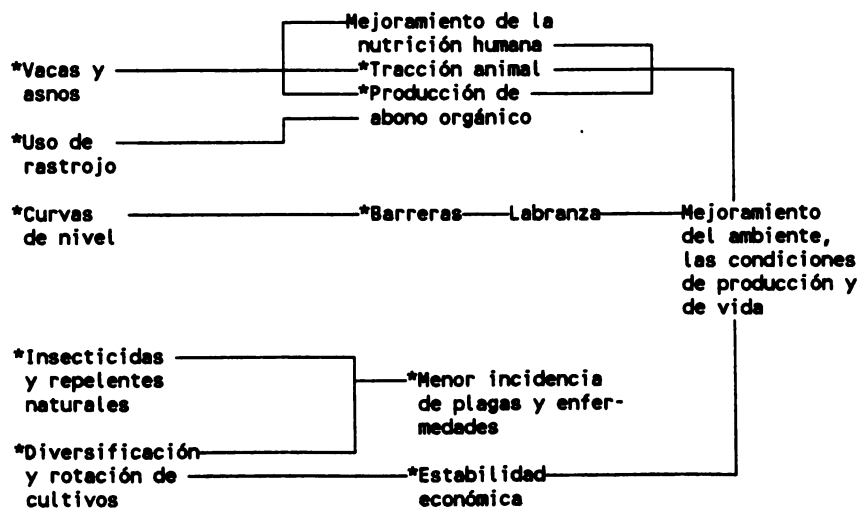 Mejoramiento de la
nutrición humana
*Vacas y
asnos
*Tracción animal
*Producción de
abono orgánico
*Uso de
rastrojo
*Curvas
de nivel
*Barreras
Labranza
Mejoramiento
del ambiente,
las condiciones
de producción y
de vida
*Insecticidas
y repelentes
naturales
*Menor incidencia
de plagas y enfer-
medades
*Diversificación
y rotación de
cultivos
*Estabilidad
económica